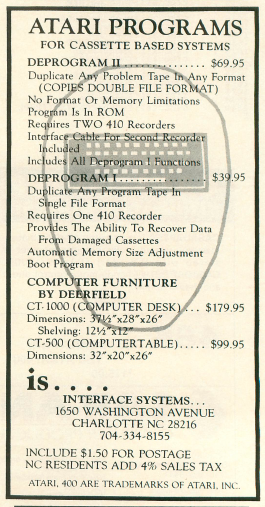 ATARI PROGRAMS
FOR CASSETTE BASED SYSTEMS
DEPROGRAM II ............... $69.95
Duplicate Any Problem Tape In Any Format
(COPIES DOUBLE FILE FORMAT)
No Format Or Memory Limitations
Program Is In ROM
Requires TWO 410 Recorders
Interface Cable For Second Recorder
Included
Includes All Deprogram I Functions
DEPROGRAM I ................ $39.95
Duplicate Any Program Tape In
Single File Format
Requires One 410 Recorder
Provides The Ability To Recover Data
From Damaged Cassettes
Automatic Memory Size Adjustment
Boot Program
COMPUTER FURNITURE
BY DEERFIELD
CT-1000 (COMPUTER DESK) ... $179.95
Dimensions: 37½"x28"x26"
Shelving: 12½"x12"
CT-500 (COMPUTERTABLE)..... $99.95
Dimensions: 32"x20"x26"
is....
INTERFACE SYSTEMS...
1650 WASHINGTON AVENUE
CHARLOTTE NC 28216
704-334-8155
INCLUDE $1.50 FOR POSTAGE
NC RESIDENTS ADD 4% SALES TAX
ATARI, 400 ARE TRADEMARKS OF ATARI, INC.